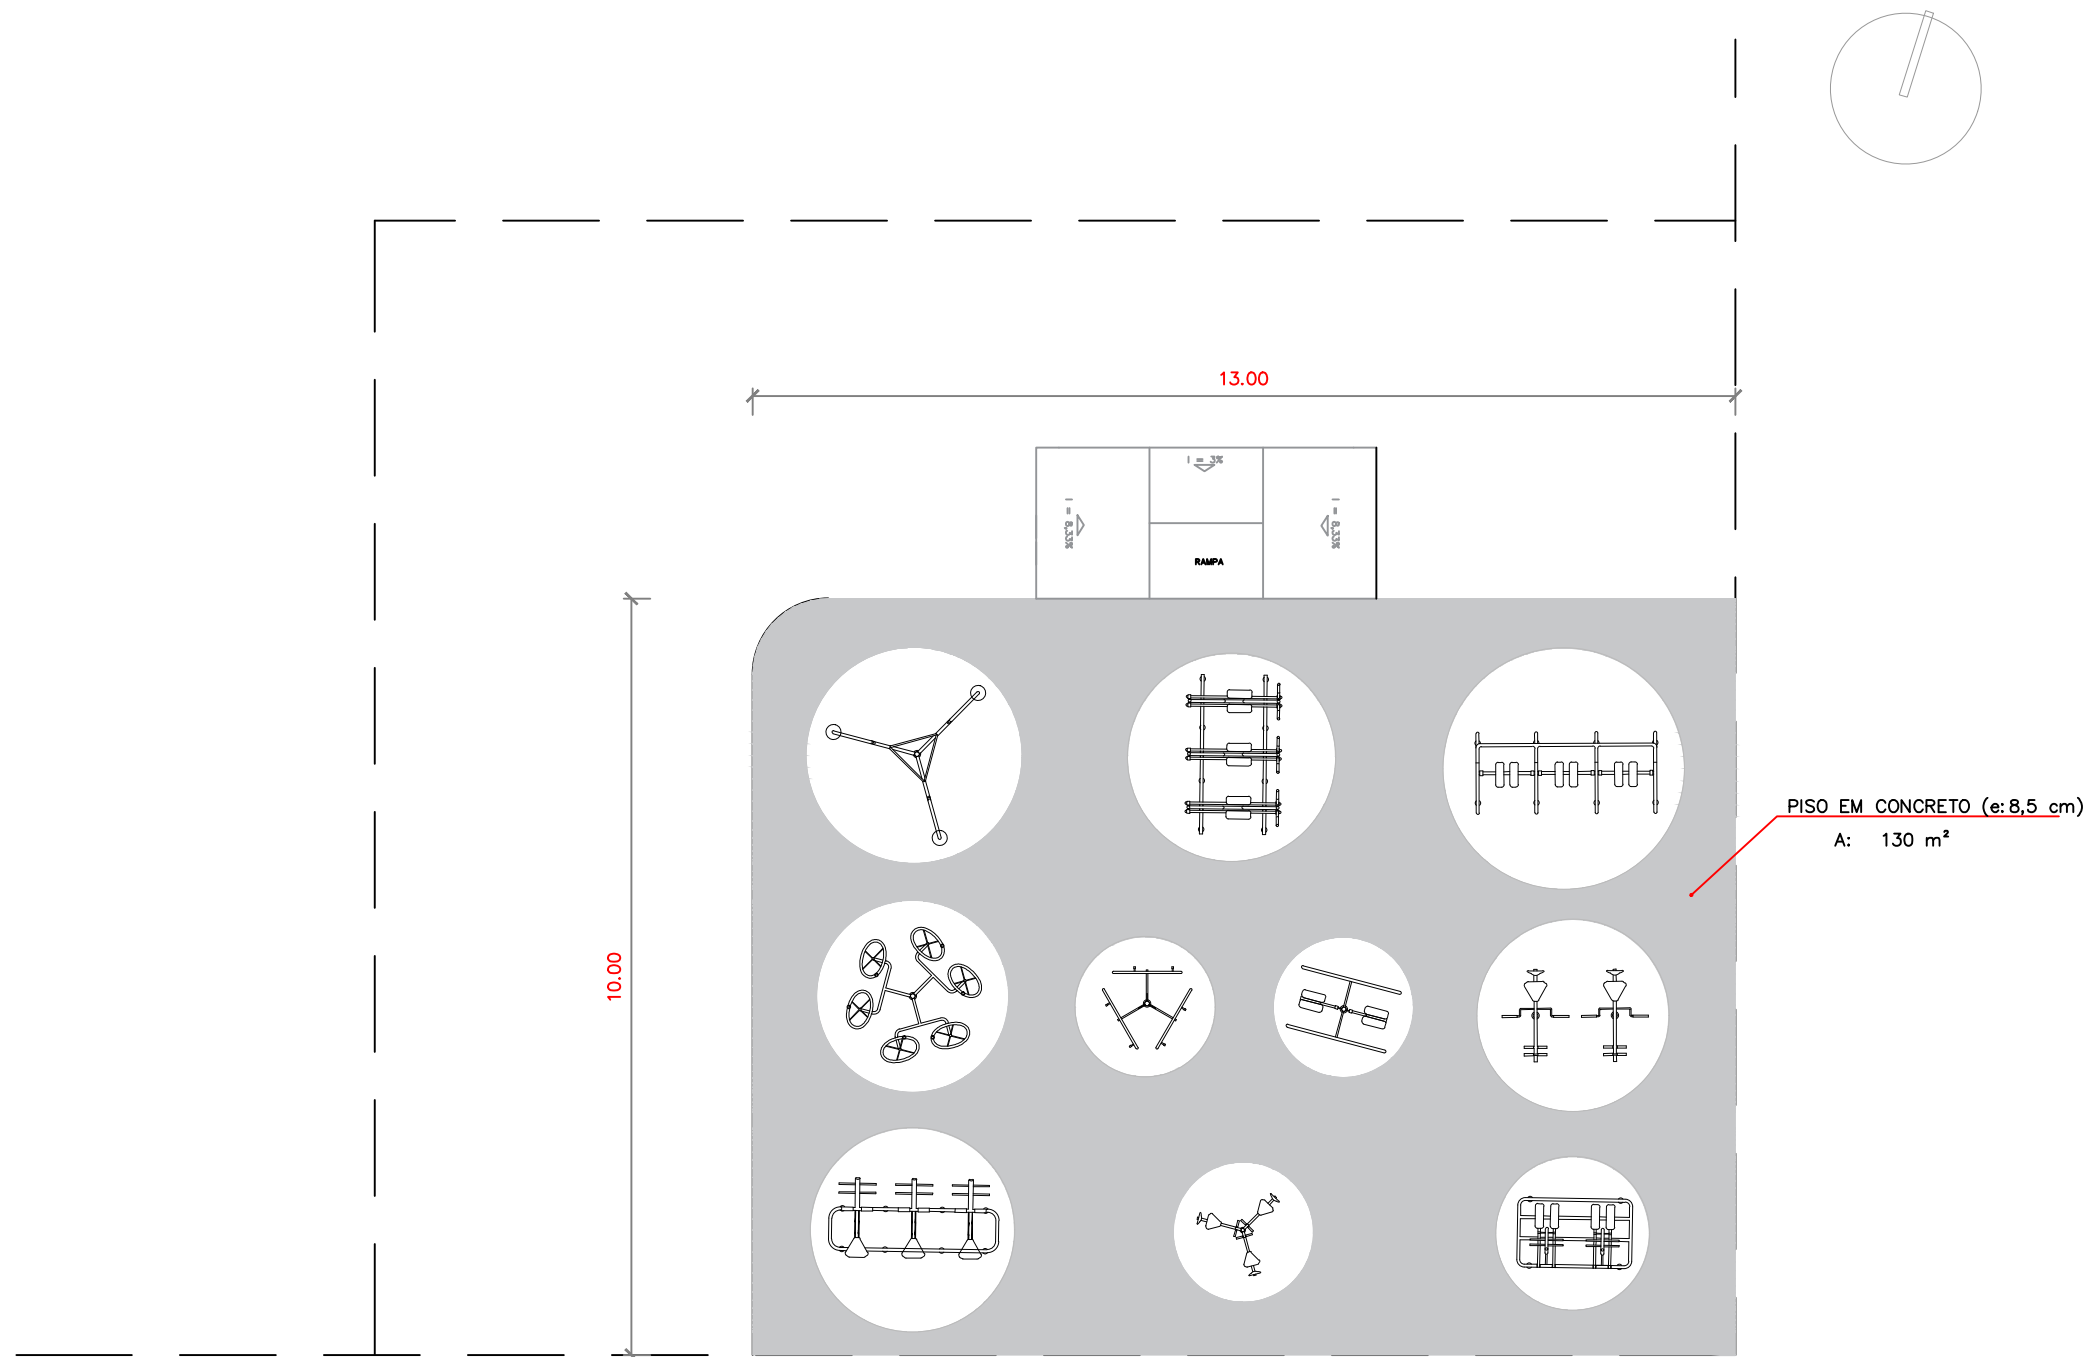 13.00
I = 3%
I = 8,33%
I = 8,33%
RAMPA
10.00
PISO EM CONCRETO (e:8,5 cm)
A: 130 m²